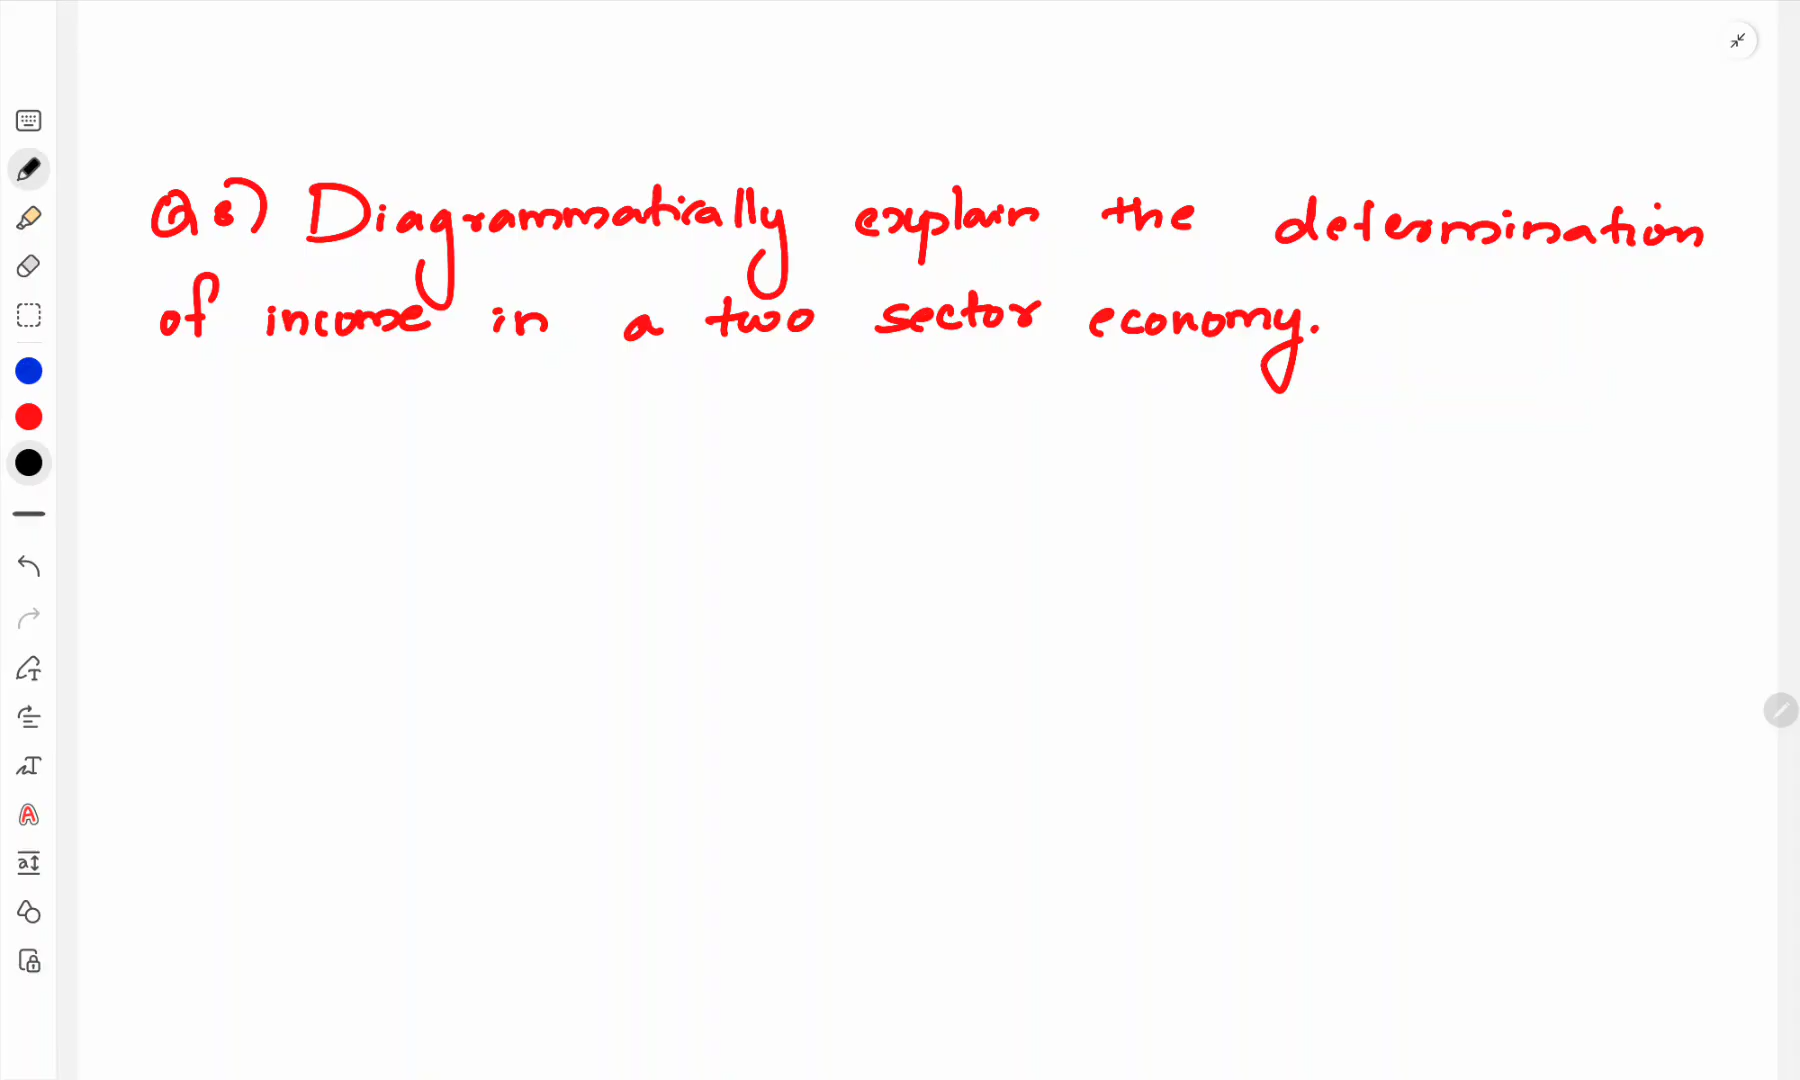 Q8) Diagrammatically explain the determination
of income in a two sector economy.